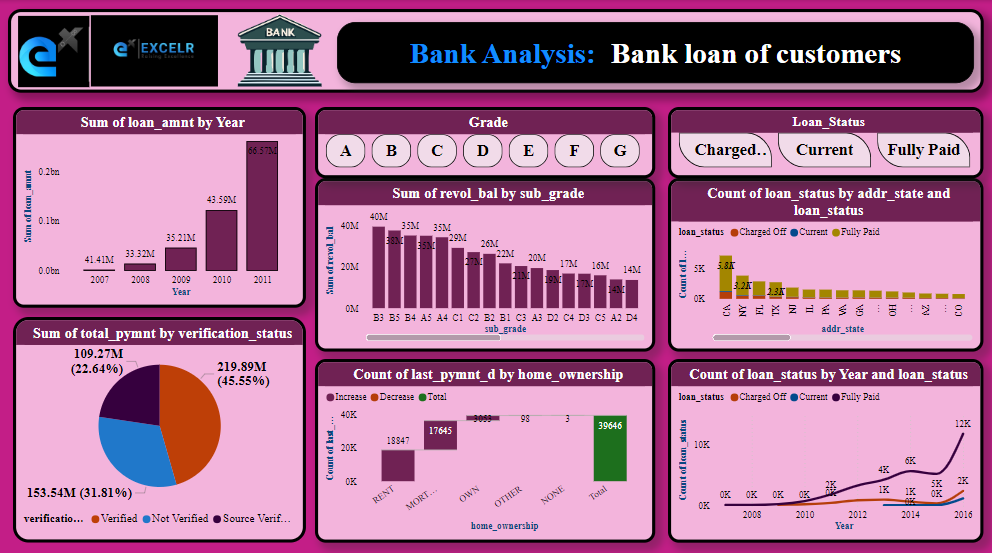 BANK
EXCELR
Bank Analysis: Bank loan of customers
Sum of loan_amnt by Year
Sum of loan_amnt
0.2bn
0.1bn
0.0bn
41.41M
33.32M
35.21M
43.59M
66.57M
2007 2008 2009 2010 2011
Year
Grade
A B C D E F G
Loan_Status
Charged.. Current Fully Paid
Sum of revol_bal by sub_grade
Sum of revol_bal
40M
20M
0M
40M 38M 35M 35M 35M 29M 27M 26M 22M 21M 20M 19M 17M 17M 16M 14M 14M
B3 B5 B4 A5 A4 C1 C2 B2 B1 C3 A3 D2 C4 D3 C5 A2 D4
sub_grade
Count of loan_status by addr_state and
loan_status
loan_status Charged Off Current Fully Paid
Count of l...
5K
0K
5.8K 3.2K 2.3K
CA NY FL TX NJ IL PA VA GA ... OH ... AZ ... CO
addr_state
Sum of total_pymnt by verification_status
109.27M
(22.64%)
219.89M
(45.55%)
153.54M (31.81%)
verificatio... Verified Not Verified Source Verif...
Count of last_pymnt_d by home_ownership
Increase Decrease Total
Count of last_...
40K
20K
0K
18847 17645 3053 98 3 39646
RENT MORT... OWN OTHER NONE Total
home_ownership
Count of loan_status by Year and loan_status
loan_status Charged Off Current Fully Paid
Count of loan_status
10K
0K
0K 0K 0K 0K 2K 0K 4K 1K 6K 1K 0K 5K 0K 12K 2K
2008 2010 2012 2014 2016
Year